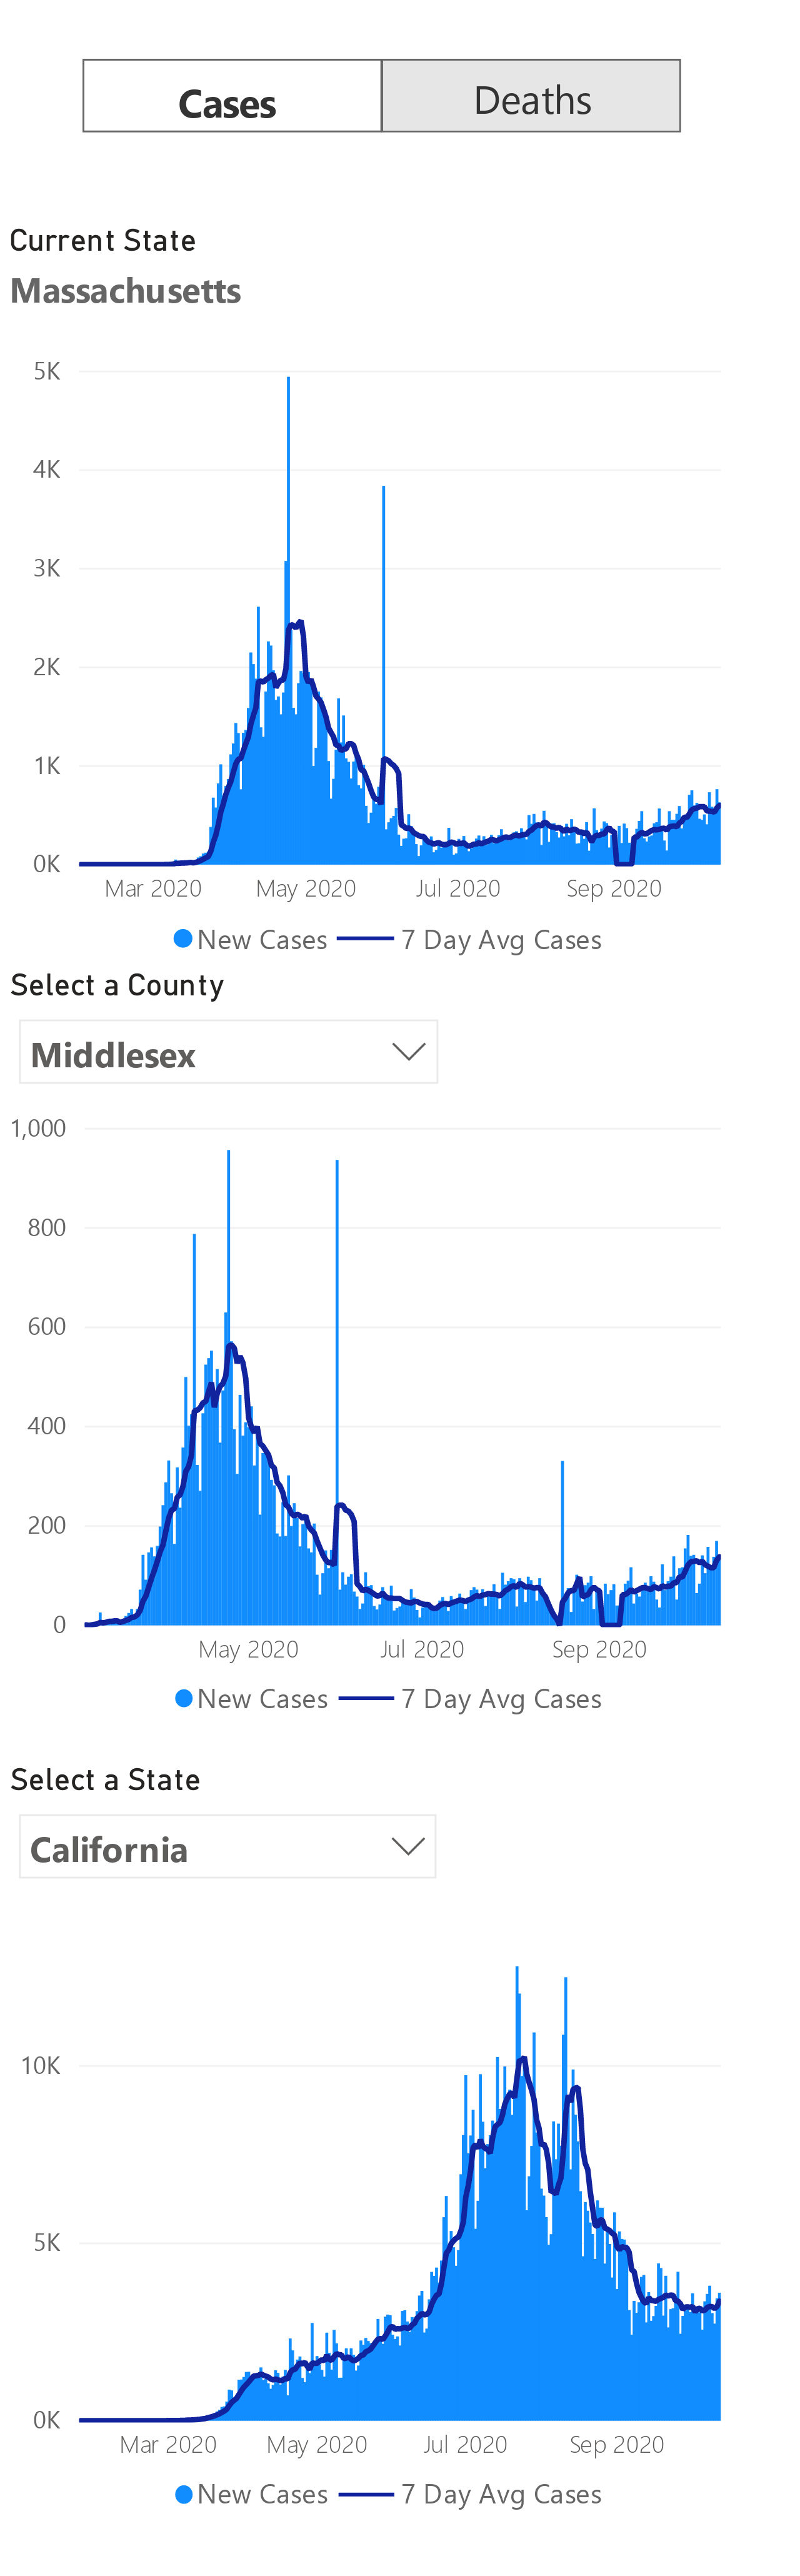 Cases Deaths
Current State
Massachusetts
5K
4K
3K
2K
1K
0K
Mar 2020 May 2020 Jul 2020 Sep 2020
New Cases 7 Day Avg Cases
Select a County
Middlesex
1,000
800
600
400
200
0
May 2020 Jul 2020 Sep 2020
New Cases 7 Day Avg Cases
Select a State
California
10K
5K
0K
Mar 2020 May 2020 Jul 2020 Sep 2020
New Cases 7 Day Avg Cases